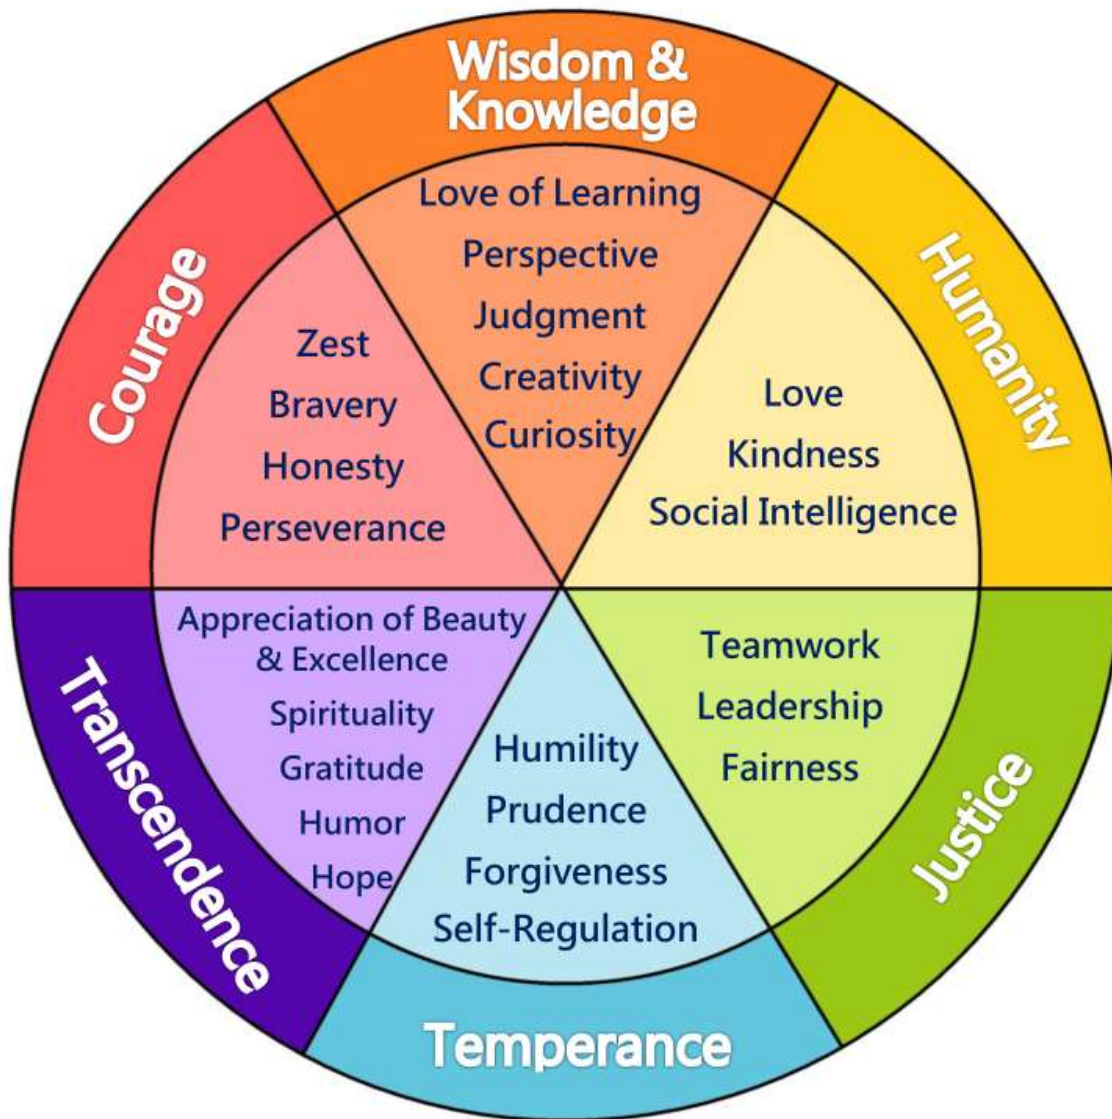 Wisdom &
Knowledge
Love of Learning
Perspective
Judgment
Creativity
Curiosity
Humanity
Love
Kindness
Social Intelligence
Justice
Teamwork
Leadership
Fairness
Temperance
Humility
Prudence
Forgiveness
Self-Regulation
Transcendence
Appreciation of Beauty
& Excellence
Spirituality
Gratitude
Humor
Hope
Courage
Zest
Bravery
Honesty
Perseverance